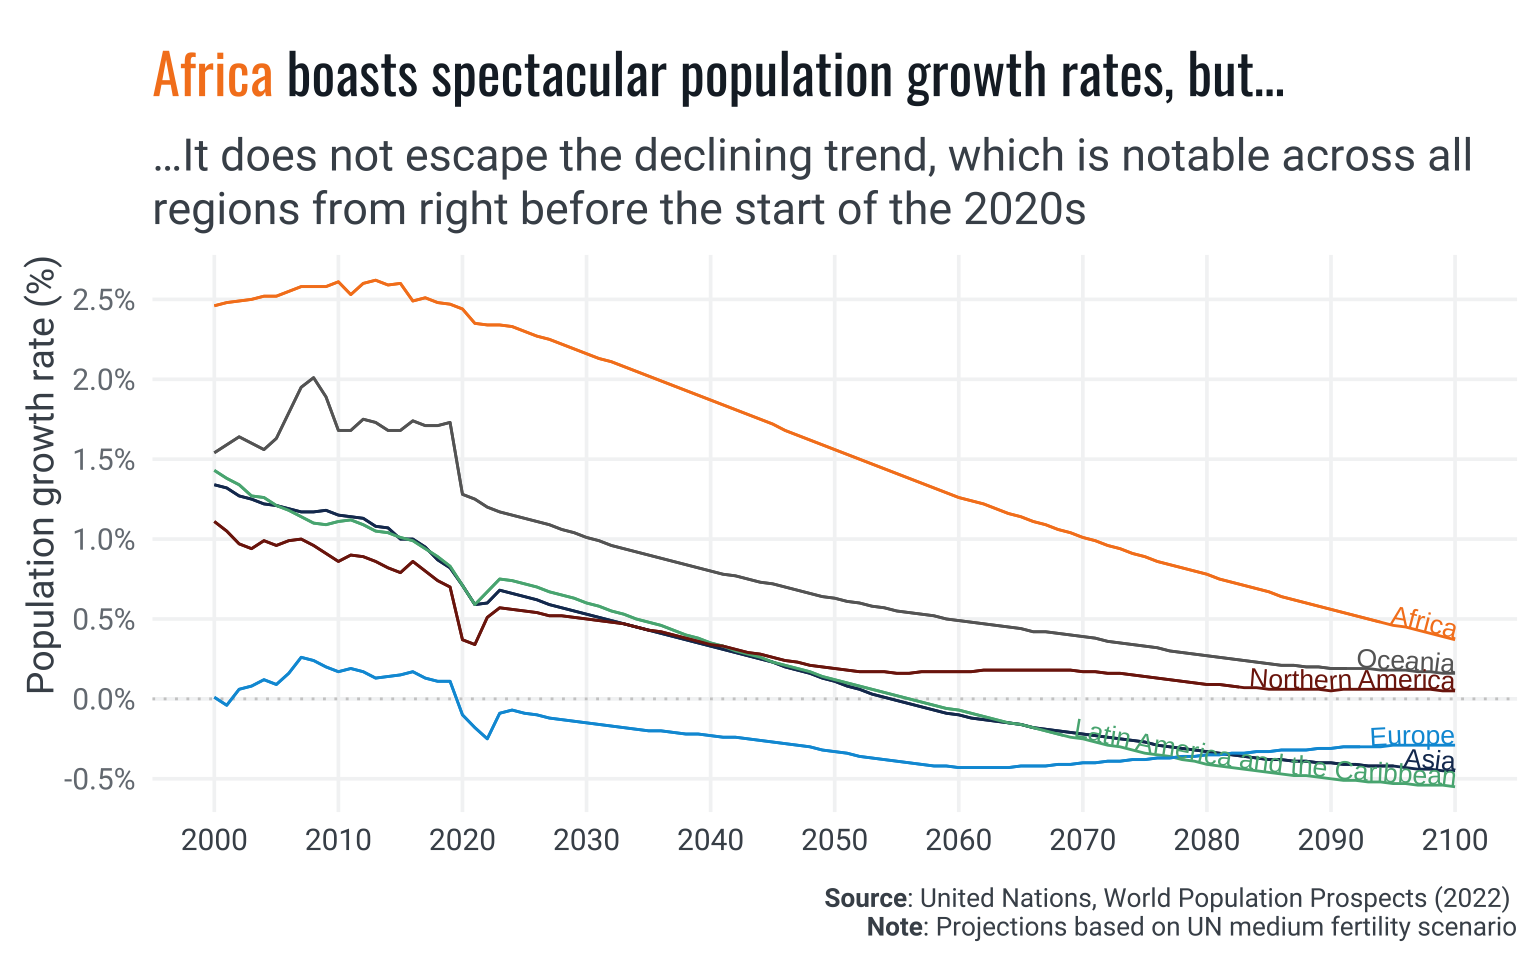 Africa boasts spectacular population growth rates, but...
...It does not escape the declining trend, which is notable across all
regions from right before the start of the 2020s
Population growth rate (%)
2.5%
2.0%
1.5%
1.0%
0.5%
0.0%
-0.5%
Africa
Oceania
Northern America
Latin America and the Caribbean
Europe
Asia
2000 2010 2020 2030 2040 2050 2060 2070 2080 2090 2100
Source: United Nations, World Population Prospects (2022)
Note: Projections based on UN medium fertility scenario